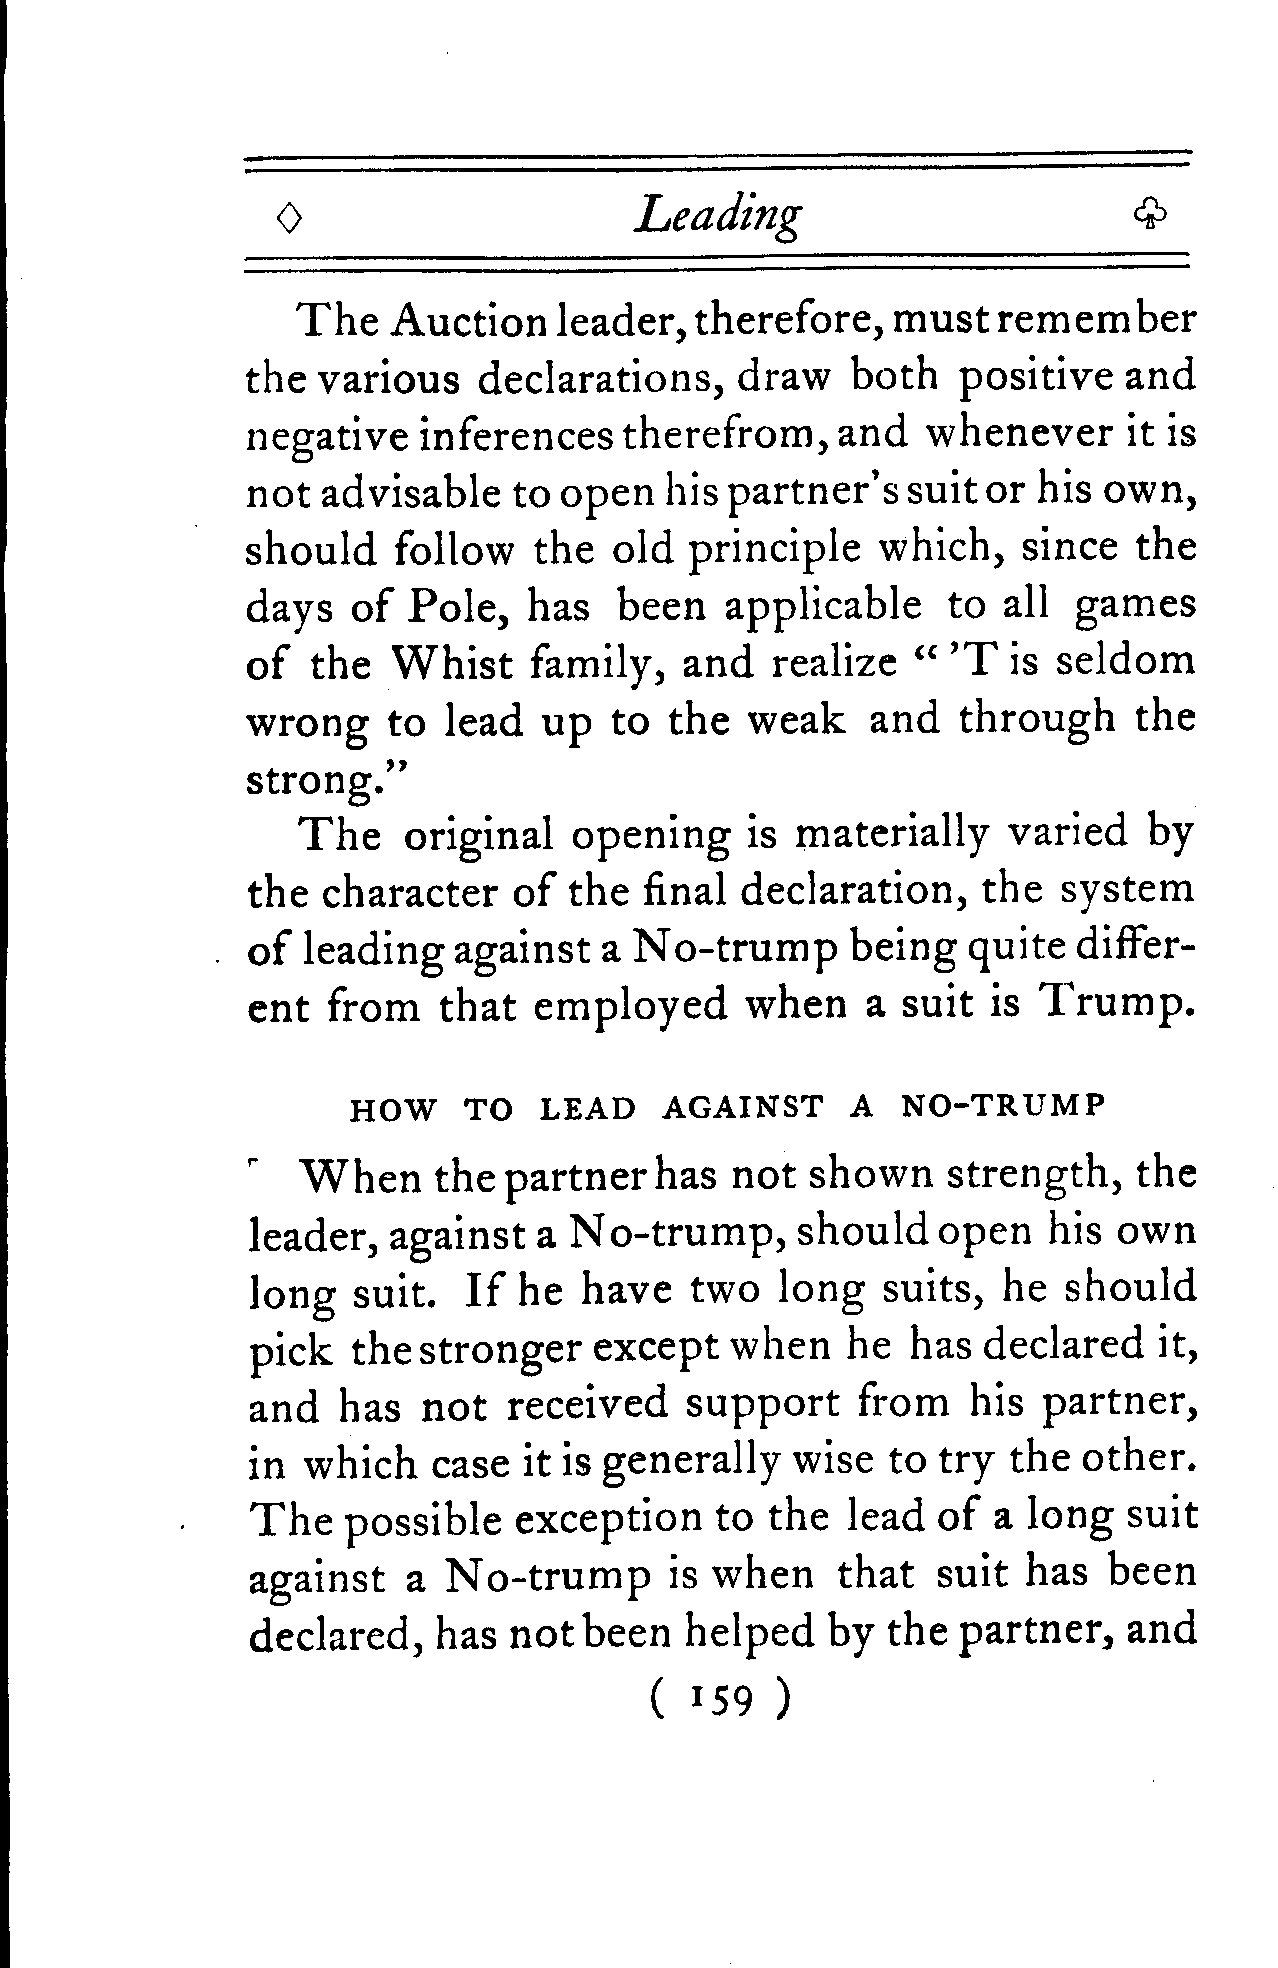 ◇ Leading ♧
The Auction leader, therefore, must remember
the various declarations, draw both positive and
negative inferences therefrom, and whenever it is
not advisable to open his partner's suit or his own,
should follow the old principle which, since the
days of Pole, has been applicable to all games
of the Whist family, and realize “ 'T is seldom
wrong to lead up to the weak and through the
strong.”
The original opening is materially varied by
the character of the final declaration, the system
of leading against a No-trump being quite differ-
ent from that employed when a suit is Trump.
HOW TO LEAD AGAINST A NO-TRUMP
When the partner has not shown strength, the
leader, against a No-trump, should open his own
long suit. If he have two long suits, he should
pick the stronger except when he has declared it,
and has not received support from his partner,
in which case it is generally wise to try the other.
The possible exception to the lead of a long suit
against a No-trump is when that suit has been
declared, has not been helped by the partner, and
( 159 )